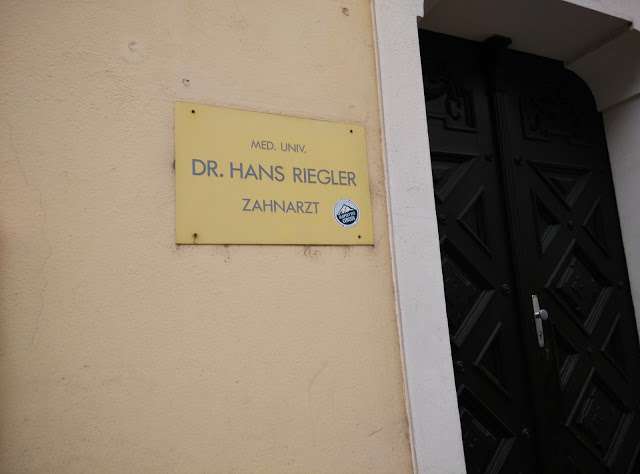 MED. UNIV.
DR. HANS RIEGLER
ZAHNARZT